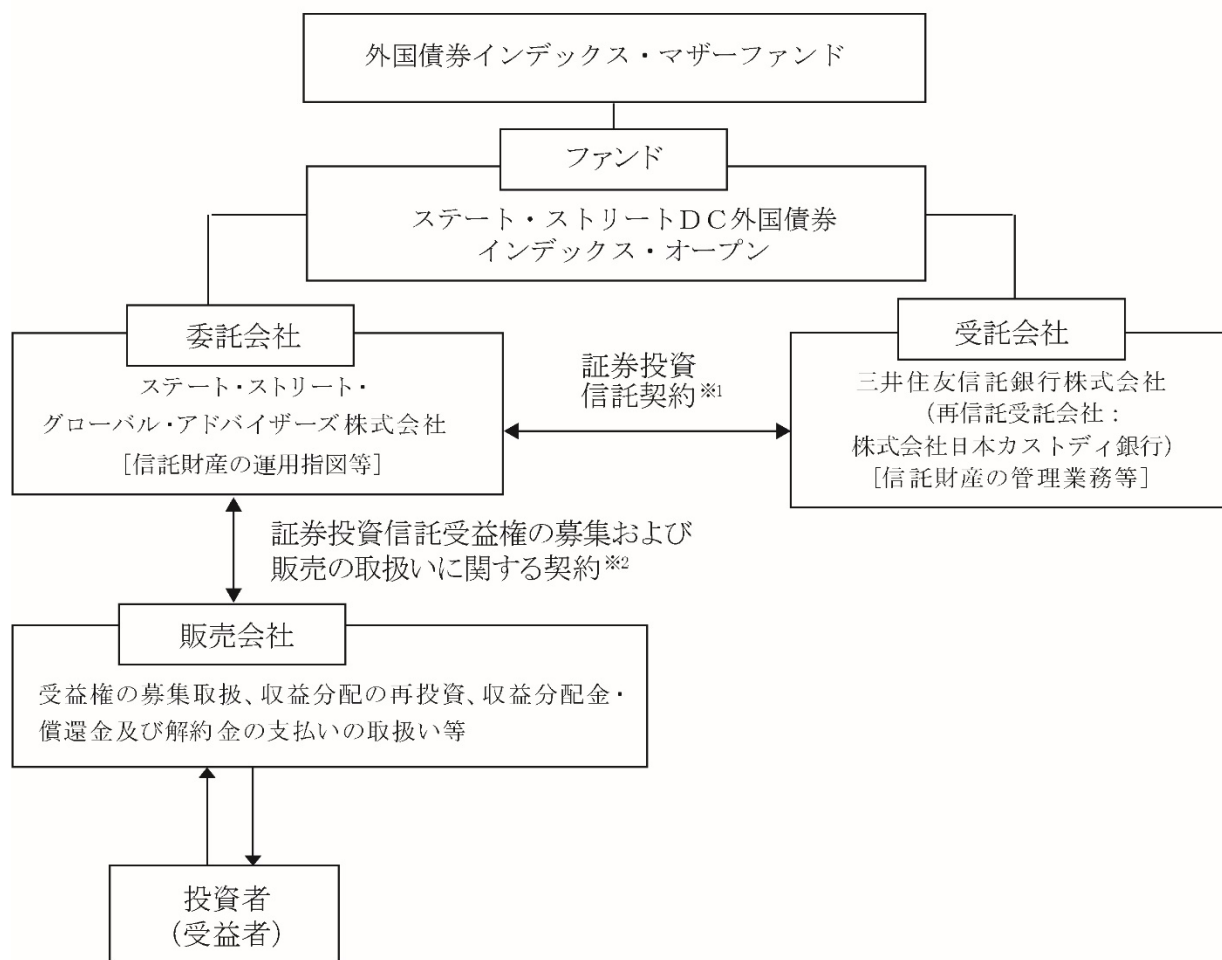 外国債券インデックス・マザーファンド
ファンド
ステート・ストリートDC外国債券
インデックス・オープン
委託会社
ステート・ストリート・
グローバル・アドバイザーズ株式会社
[信託財産の運用指図等]
証券投資
信託契約※1
受託会社
三井住友信託銀行株式会社
(再信託受託会社:
株式会社日本カストディ銀行)
[信託財産の管理業務等]
証券投資信託受益権の募集および
販売の取扱いに関する契約※2
販売会社
受益権の募集取扱、収益分配の再投資、収益分配金・
償還金及び解約金の支払いの取扱い等
投資者
(受益者)